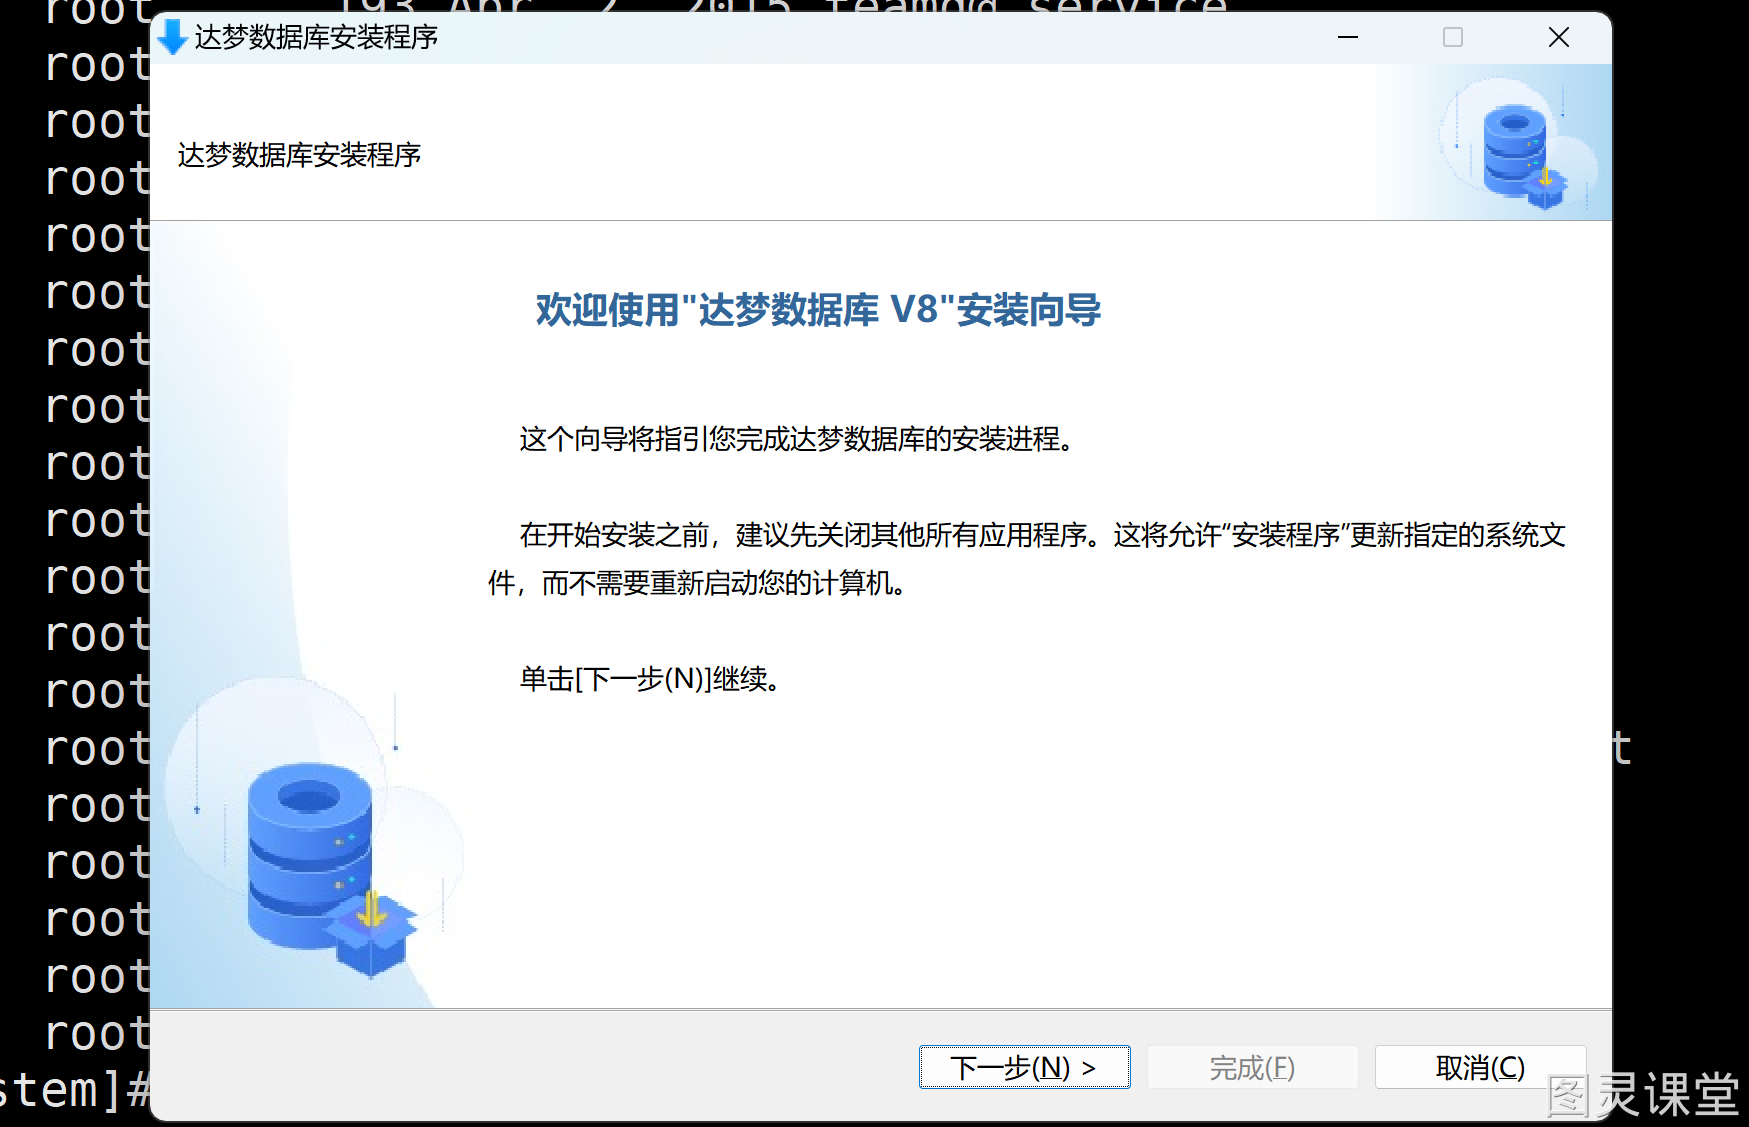 root 193 Apr 2 2015 teamd@.service
达梦数据库安装程序
root
root
达梦数据库安装程序
root
root
root
欢迎使用"达梦数据库 V8"安装向导
root
root
这个向导将指引您完成达梦数据库的安装进程。
root
root
在开始安装之前，建议先关闭其他所有应用程序。这将允许“安装程序”更新指定的系统文
件，而不需要重新启动您的计算机。
root
root
单击[下一步(N)]继续。
root
root t
root
root
root
root
root
下一步(N) > 完成(F) 取消(C)
stem]#
图灵课堂